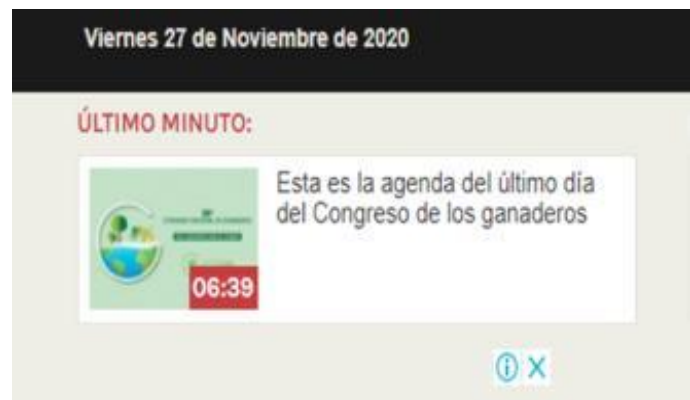 Viernes 27 de Noviembre de 2020
ÚLTIMO MINUTO:
Esta es la agenda del último día
del Congreso de los ganaderos
06:39